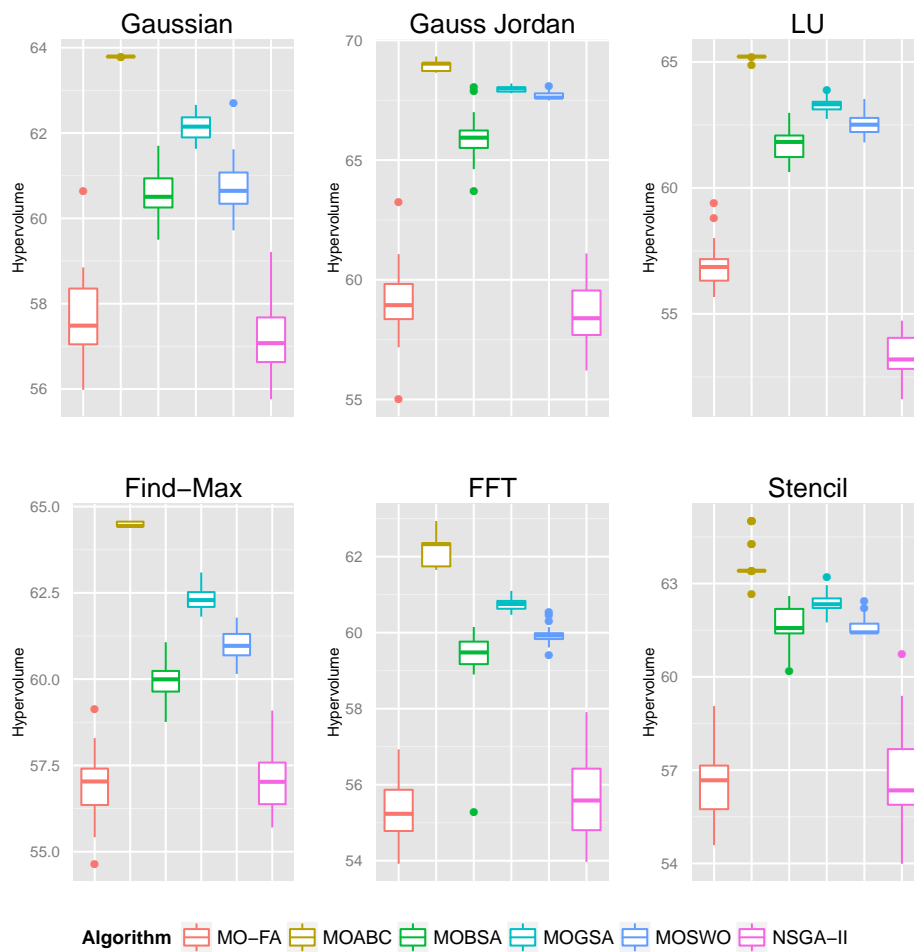 Gaussian
Gauss Jordan
LU
Hypervolume
64
62
60
58
56
Hypervolume
70
65
60
55
Hypervolume
65
60
55
Find−Max
FFT
Stencil
Hypervolume
65.0
62.5
60.0
57.5
55.0
Hypervolume
62
60
58
56
54
Hypervolume
63
60
57
54
Algorithm MO−FA MOABC MOBSA MOGSA MOSWO NSGA−II